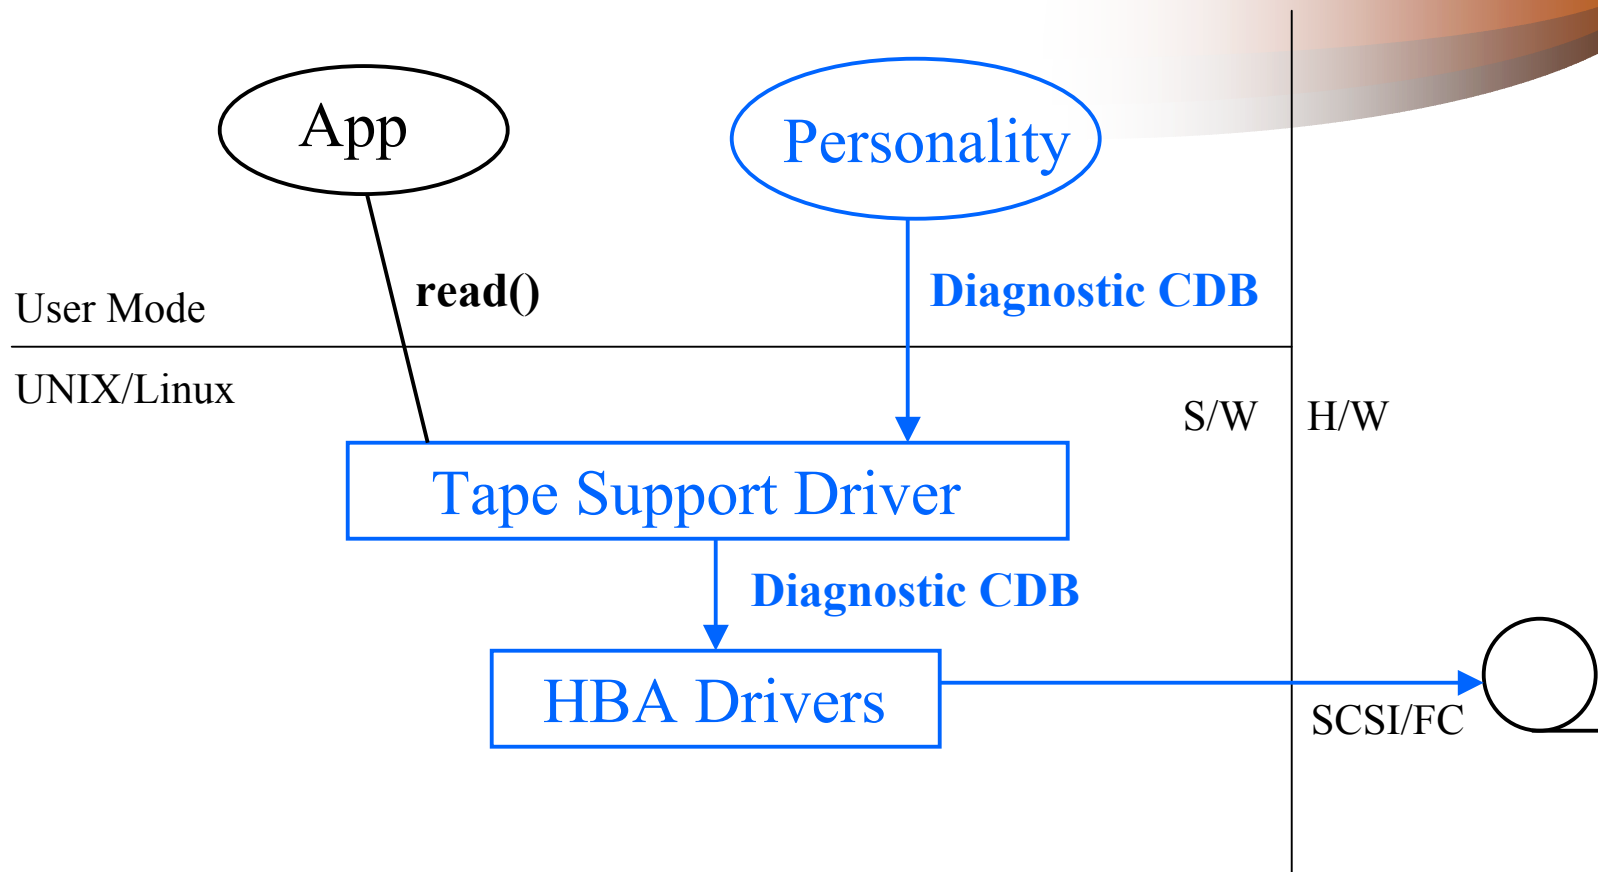 App
Personality
read()
Diagnostic CDB
User Mode
UNIX/Linux
S/W
H/W
Tape Support Driver
Diagnostic CDB
HBA Drivers
SCSI/FC